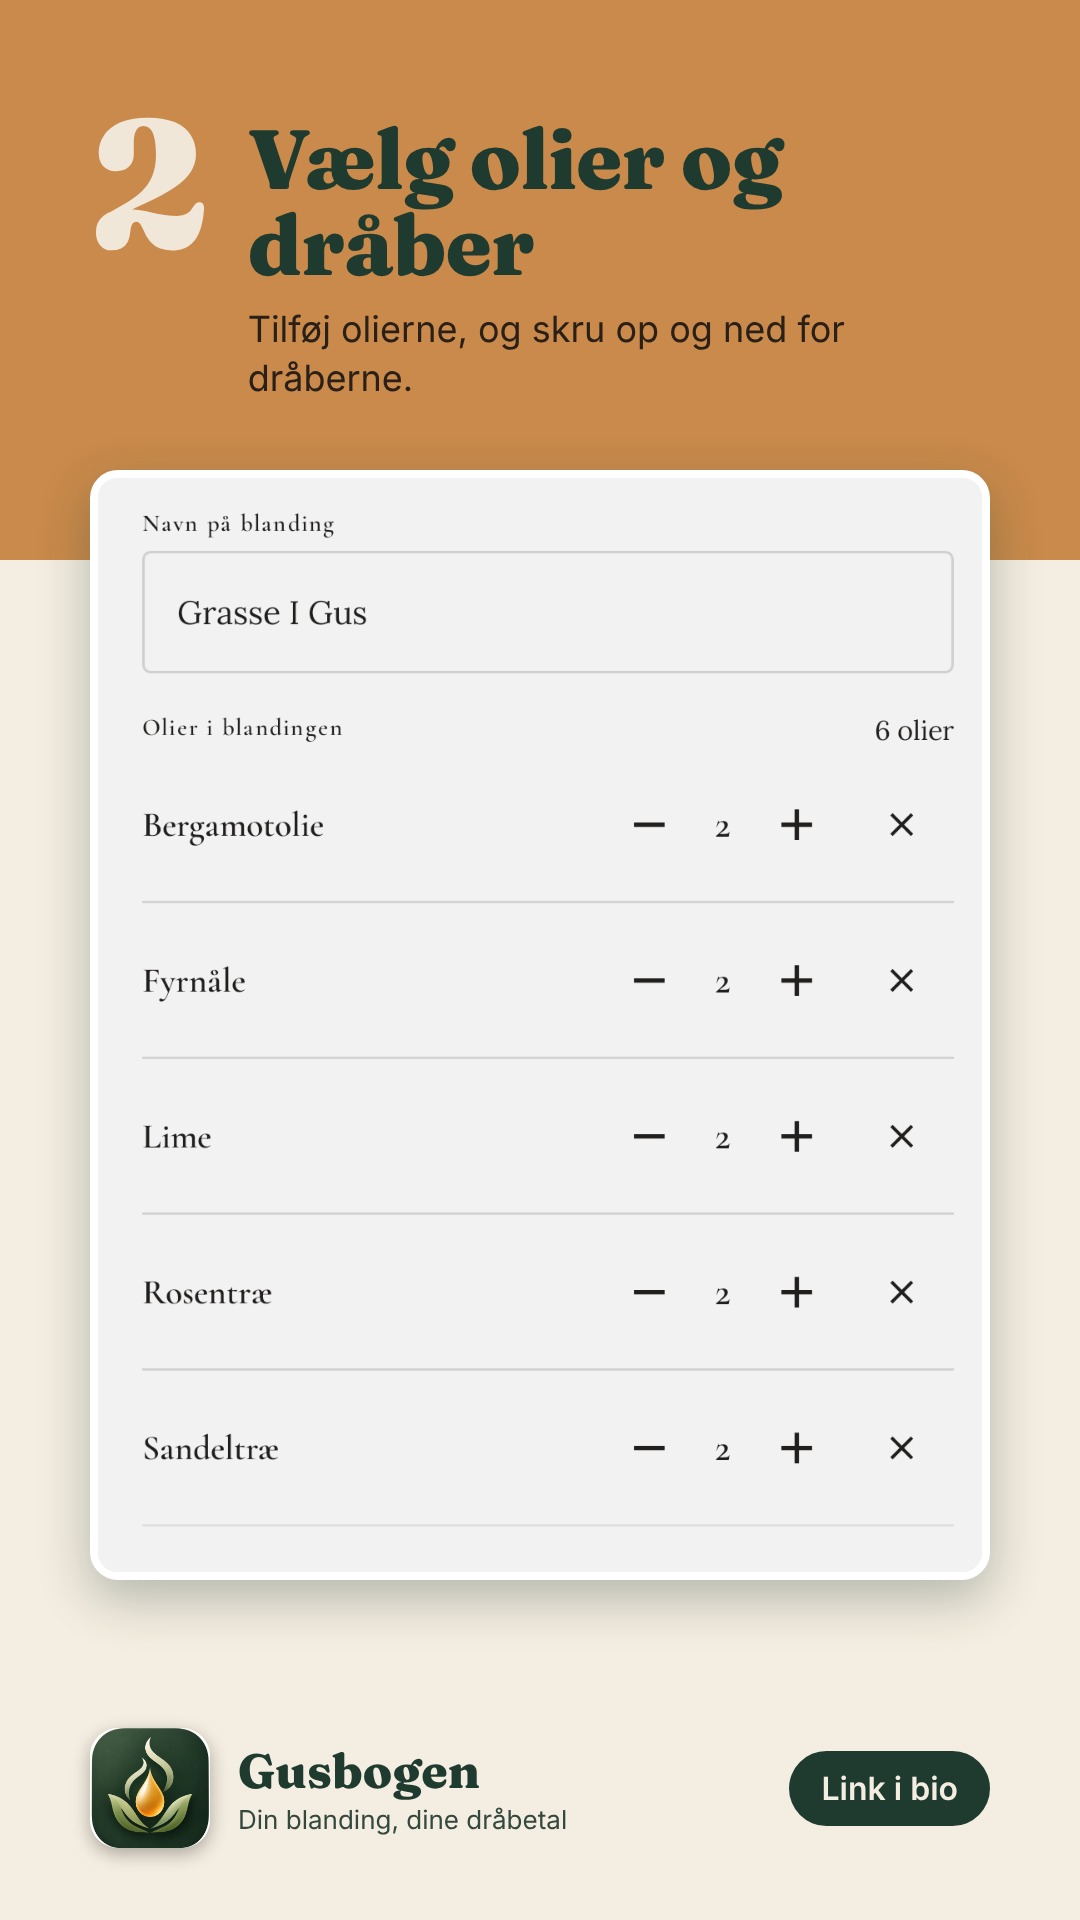 2
Vælg olier og
dråber
Tilføj olierne, og skru op og ned for
dråberne.
Navn på blanding
Grasse I Gus
Olier i blandingen 6 olier
Bergamotolie − 2 + ×
Fyrnåle − 2 + ×
Lime − 2 + ×
Rosentræ − 2 + ×
Sandeltræ − 2 + ×
Gusbogen
Din blanding, dine dråbetal
Link i bio